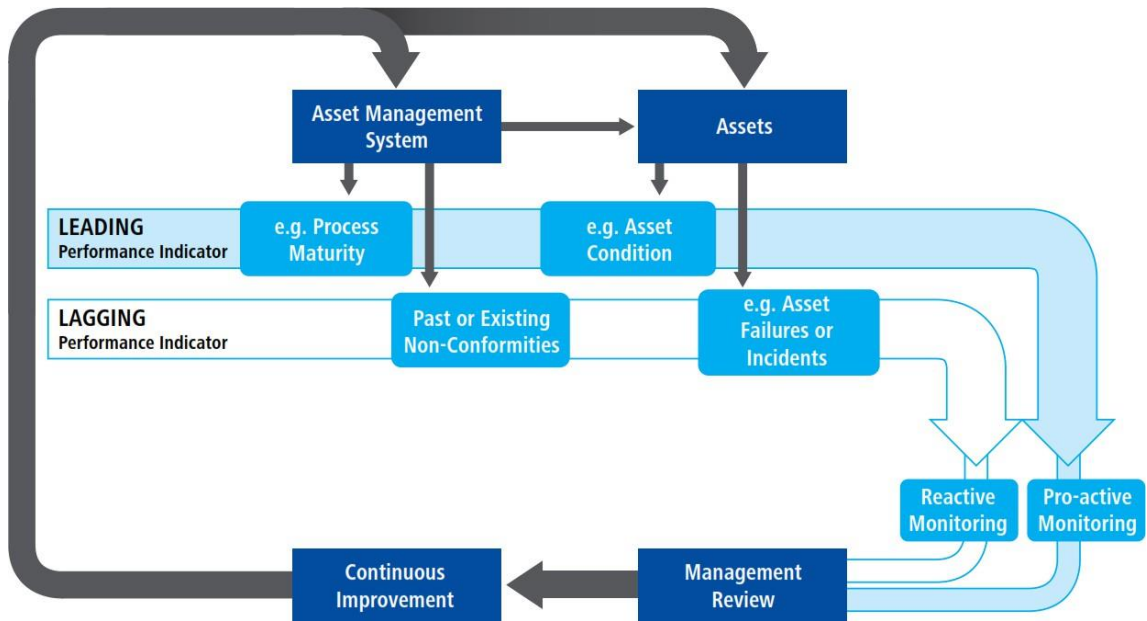 Asset Management
System
Assets
LEADING
Performance Indicator
e.g. Process
Maturity
e.g. Asset
Condition
LAGGING
Performance Indicator
Past or Existing
Non-Conformities
e.g. Asset
Failures or
Incidents
Reactive
Monitoring
Pro-active
Monitoring
Continuous
Improvement
Management
Review